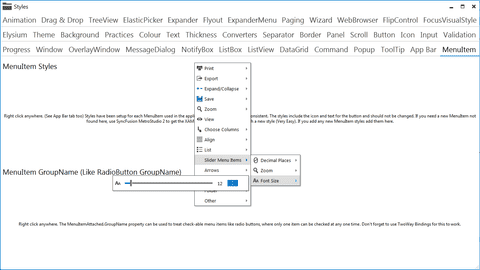 Styles
Animation Drag & Drop TreeView ElasticPicker Expander Flyout ExpanderMenu Paging Wizard WebBrowser FlipControl FocusVisualStyle
Elysium Theme Background Practices Colour Text Thickness Converters Separator Border Panel Scroll Button Icon Input Validation
Progress Window OverlayWindow MessageDialog NotifyBox ListBox ListView DataGrid Command Popup ToolTip App Bar MenuItem
MenuItem Styles
Print
Export
Expand/Collapse
Save
Zoom
View
Choose Columns
Align
List
Slider Menu Items
Arrows
Other
Decimal Places
Zoom
Font Size
Right click anywhere. (See App Bar tab too) Styles have been setup for each MenuItem used in the appl
onsistent. The styles include the icon and text for the button and should not be changed. If you need a new MenuItem not
found here, use SyncFusion MetroStudio 2 to get the XAM
h a new style (Very Easy). If you add any new MenuItem styles add them here.
MenuItem GroupName (Like RadioButton GroupName)
12
Right click anywhere. The MenuItemAttached.GroupName property can be used to treat check-able menu items like radio buttons; where only one item can be checked at any one time. Don't forget to use TwoWay Bindings for this to work.